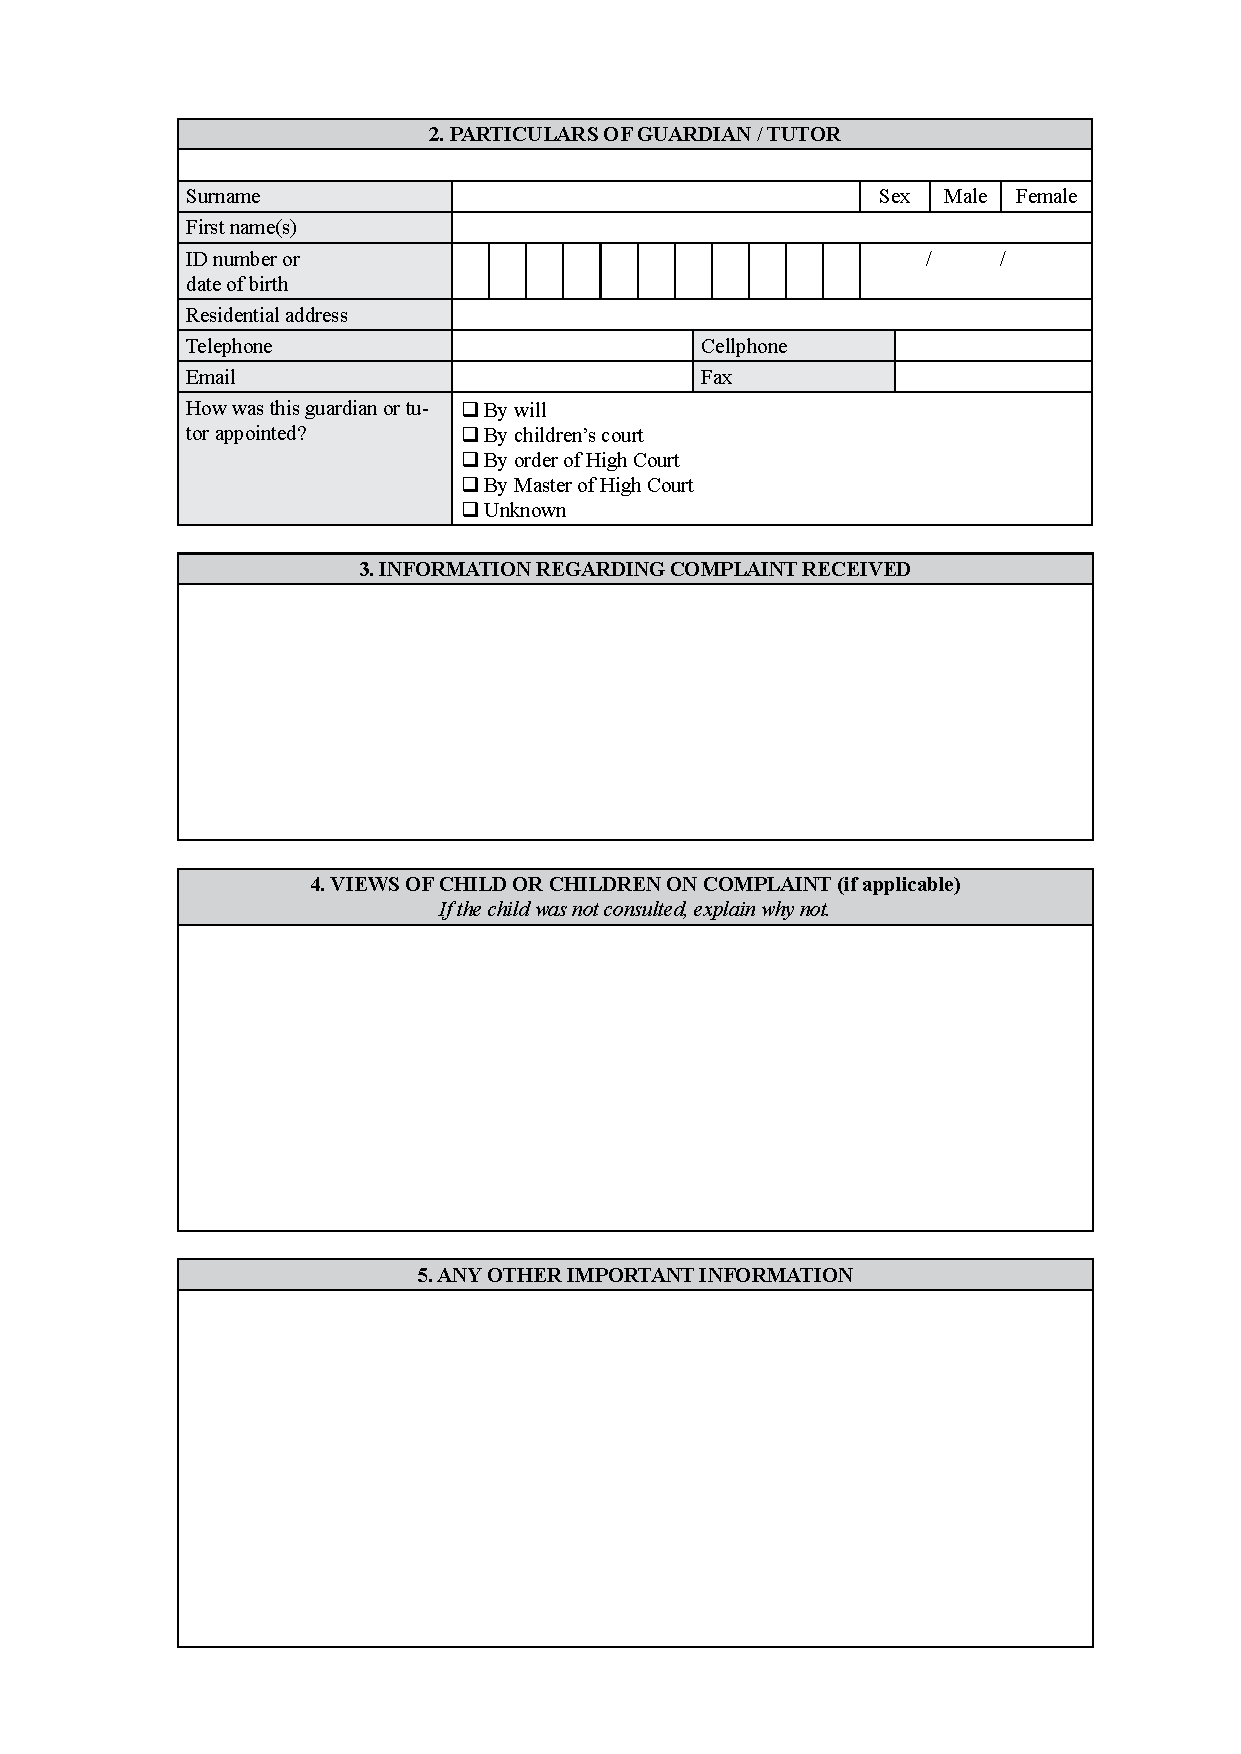 2. PARTICULARS OF GUARDIAN / TUTOR
Surname Sex Male Female
First name(s)
ID number or / /
date of birth
Residential address
Telephone Cellphone
Email Fax
How was this guardian or tu-
tor appointed?
❑ By will
❑ By children’s court
❑ By order of High Court
❑ By Master of High Court
❑ Unknown
3. INFORMATION REGARDING COMPLAINT RECEIVED
4. VIEWS OF CHILD OR CHILDREN ON COMPLAINT (if applicable)
If the child was not consulted, explain why not.
5. ANY OTHER IMPORTANT INFORMATION